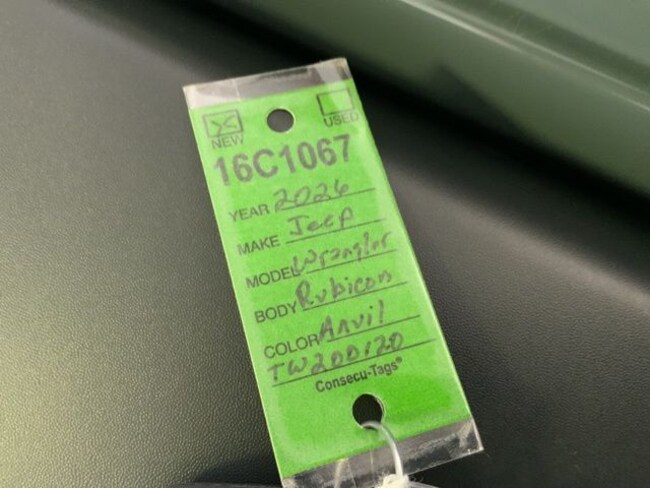 NEW USED
16C1067
YEAR 2026
MAKE Jeep
MODEL Wrangler
BODY Rubicon
COLOR Anvil
TW200120
Consecu-Tags®